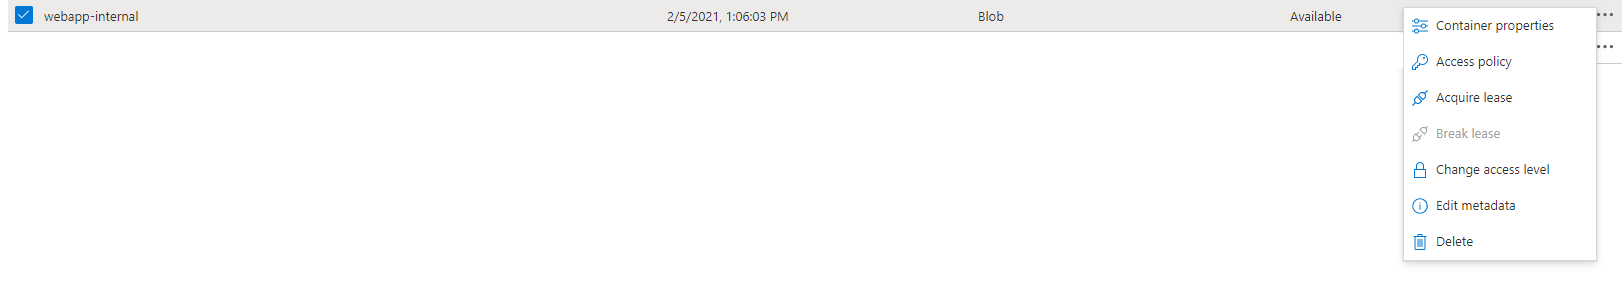 webapp-internal 2/5/2021, 1:06:03 PM Blob Available
Container properties
Access policy
Acquire lease
Break lease
Change access level
Edit metadata
Delete